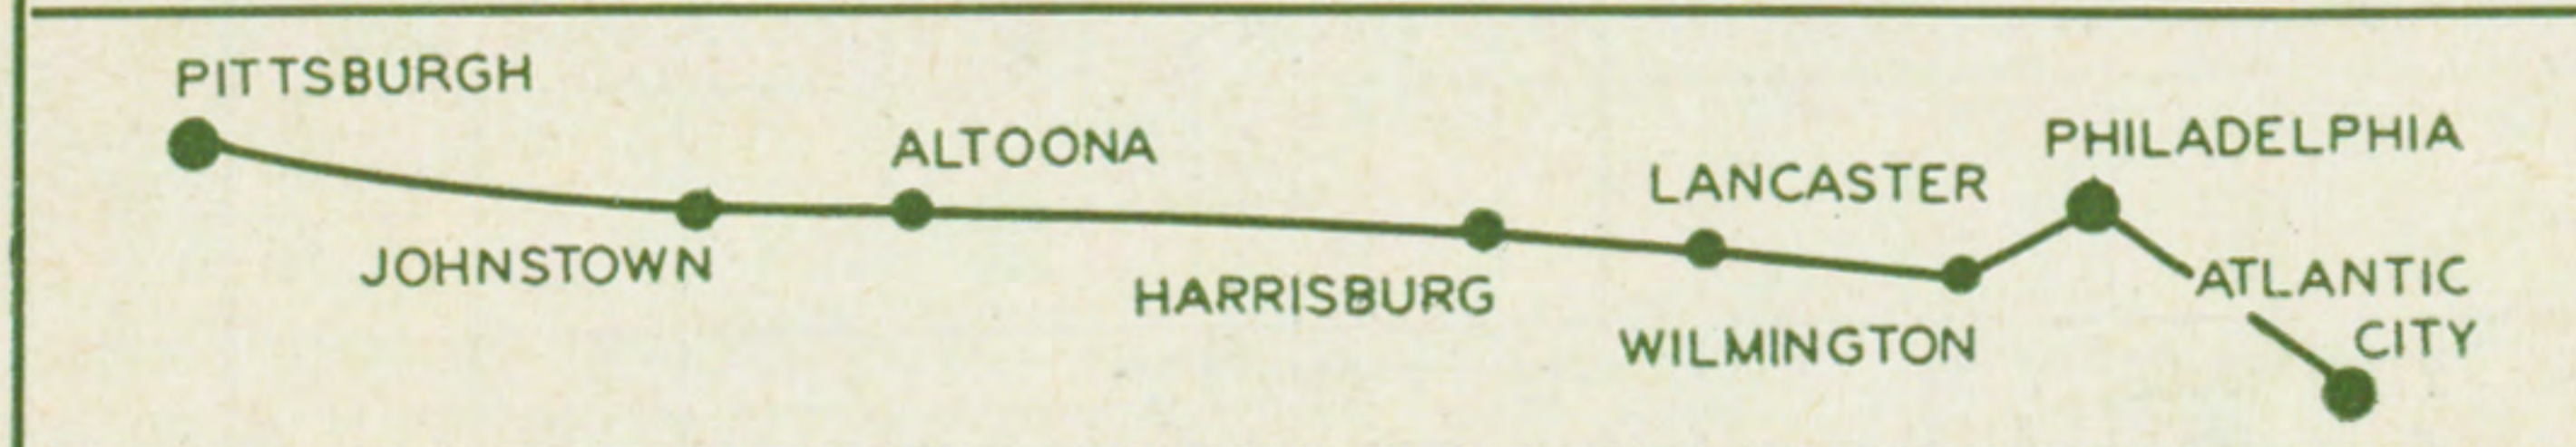 PITTSBURGH
JOHNSTOWN
ALTOONA
HARRISBURG
LANCASTER
WILMINGTON
PHILADELPHIA
ATLANTIC
CITY